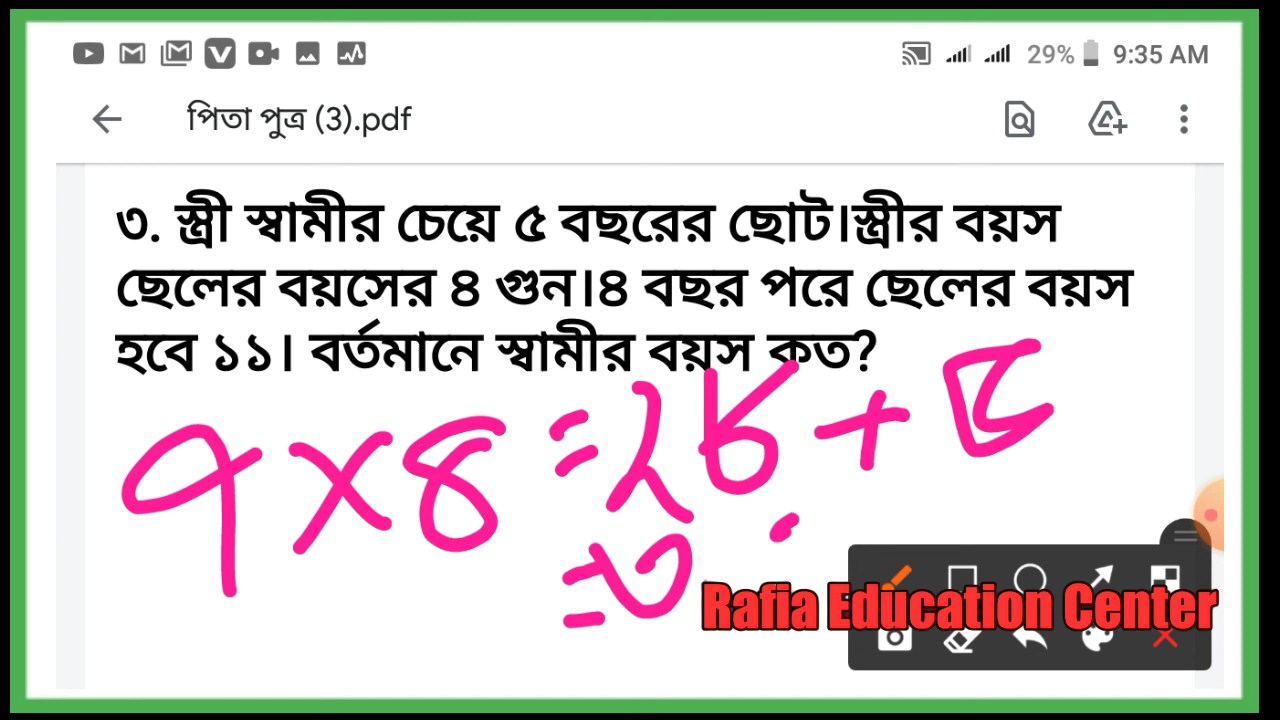 29% 9:35 AM
পিতা পুত্র (3).pdf
৩. স্ত্রী স্বামীর চেয়ে ৫ বছরের ছোট।স্ত্রীর বয়স
ছেলের বয়সের ৪ গুন।৪ বছর পরে ছেলের বয়স
হবে ১১। বর্তমানে স্বামীর বয়স কত?
৭×৪=২৮+৫
=৩
Rafia Education Center